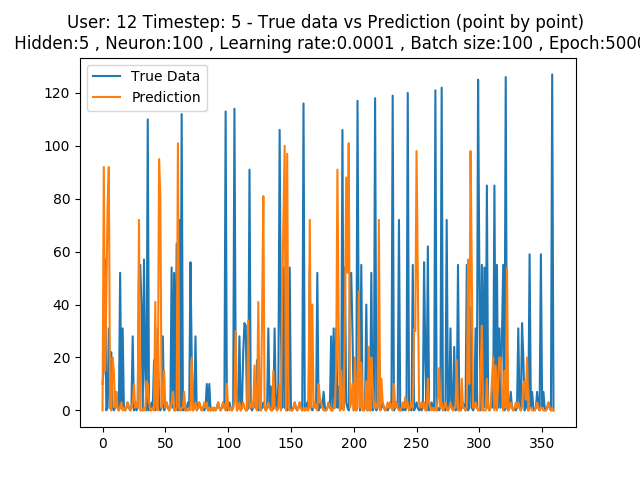 User: 12 Timestep: 5 - True data vs Prediction (point by point)
Hidden:5 , Neuron:100 , Learning rate:0.0001 , Batch size:100 , Epoch:5000
True Data
Prediction
120
100
80
60
40
20
0
0 50 100 150 200 250 300 350